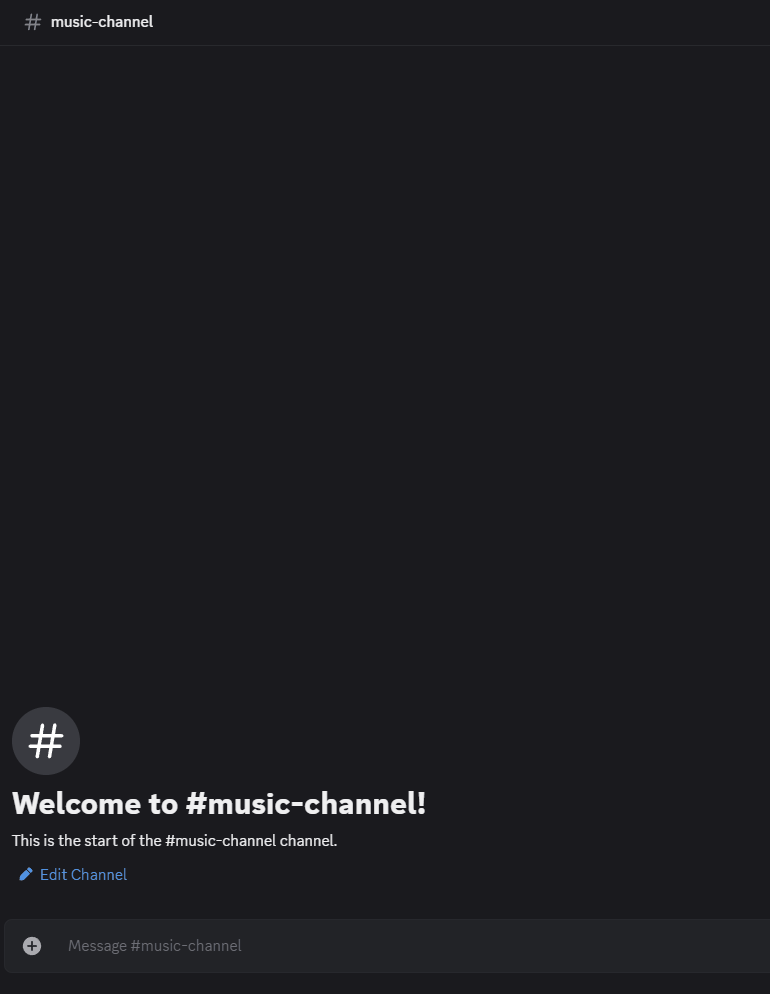 # music-channel
#
Welcome to #music-channel!
This is the start of the #music-channel channel.
Edit Channel
Message #music-channel